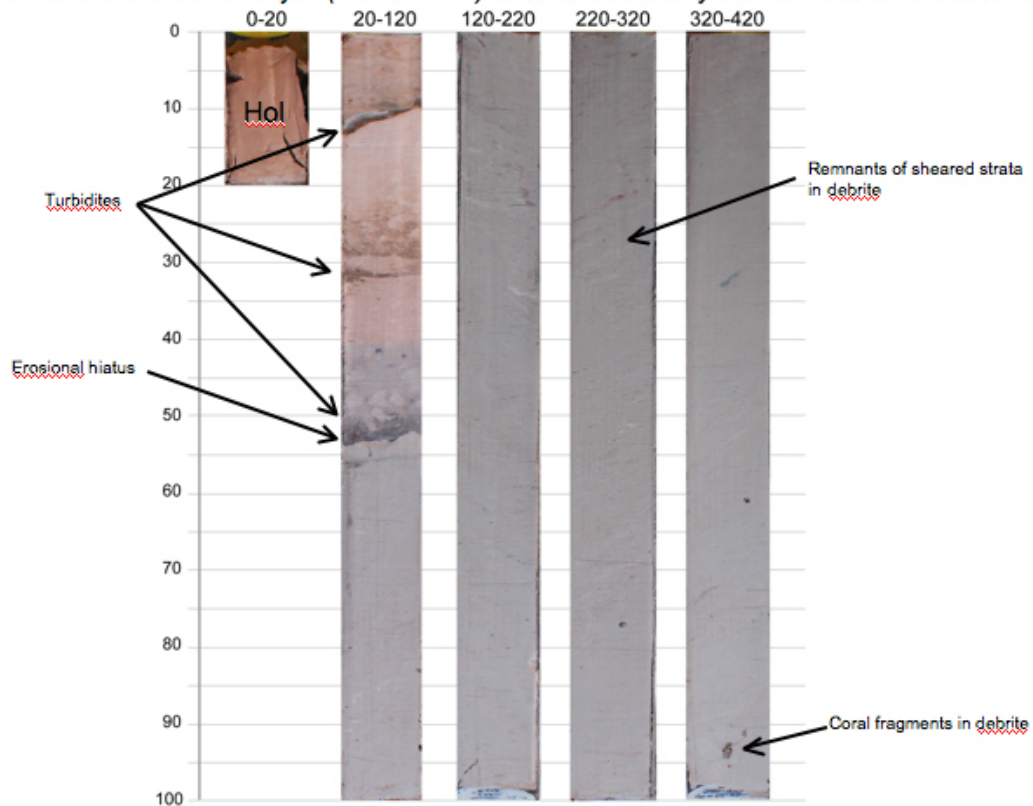 0-20 20-120 120-220 220-320 320-420
0
10
Hol
Remnants of sheared strata
in debrite
20
Turbidites
30
40
Erosional hiatus
50
60
70
80
90
Coral fragments in debrite
100